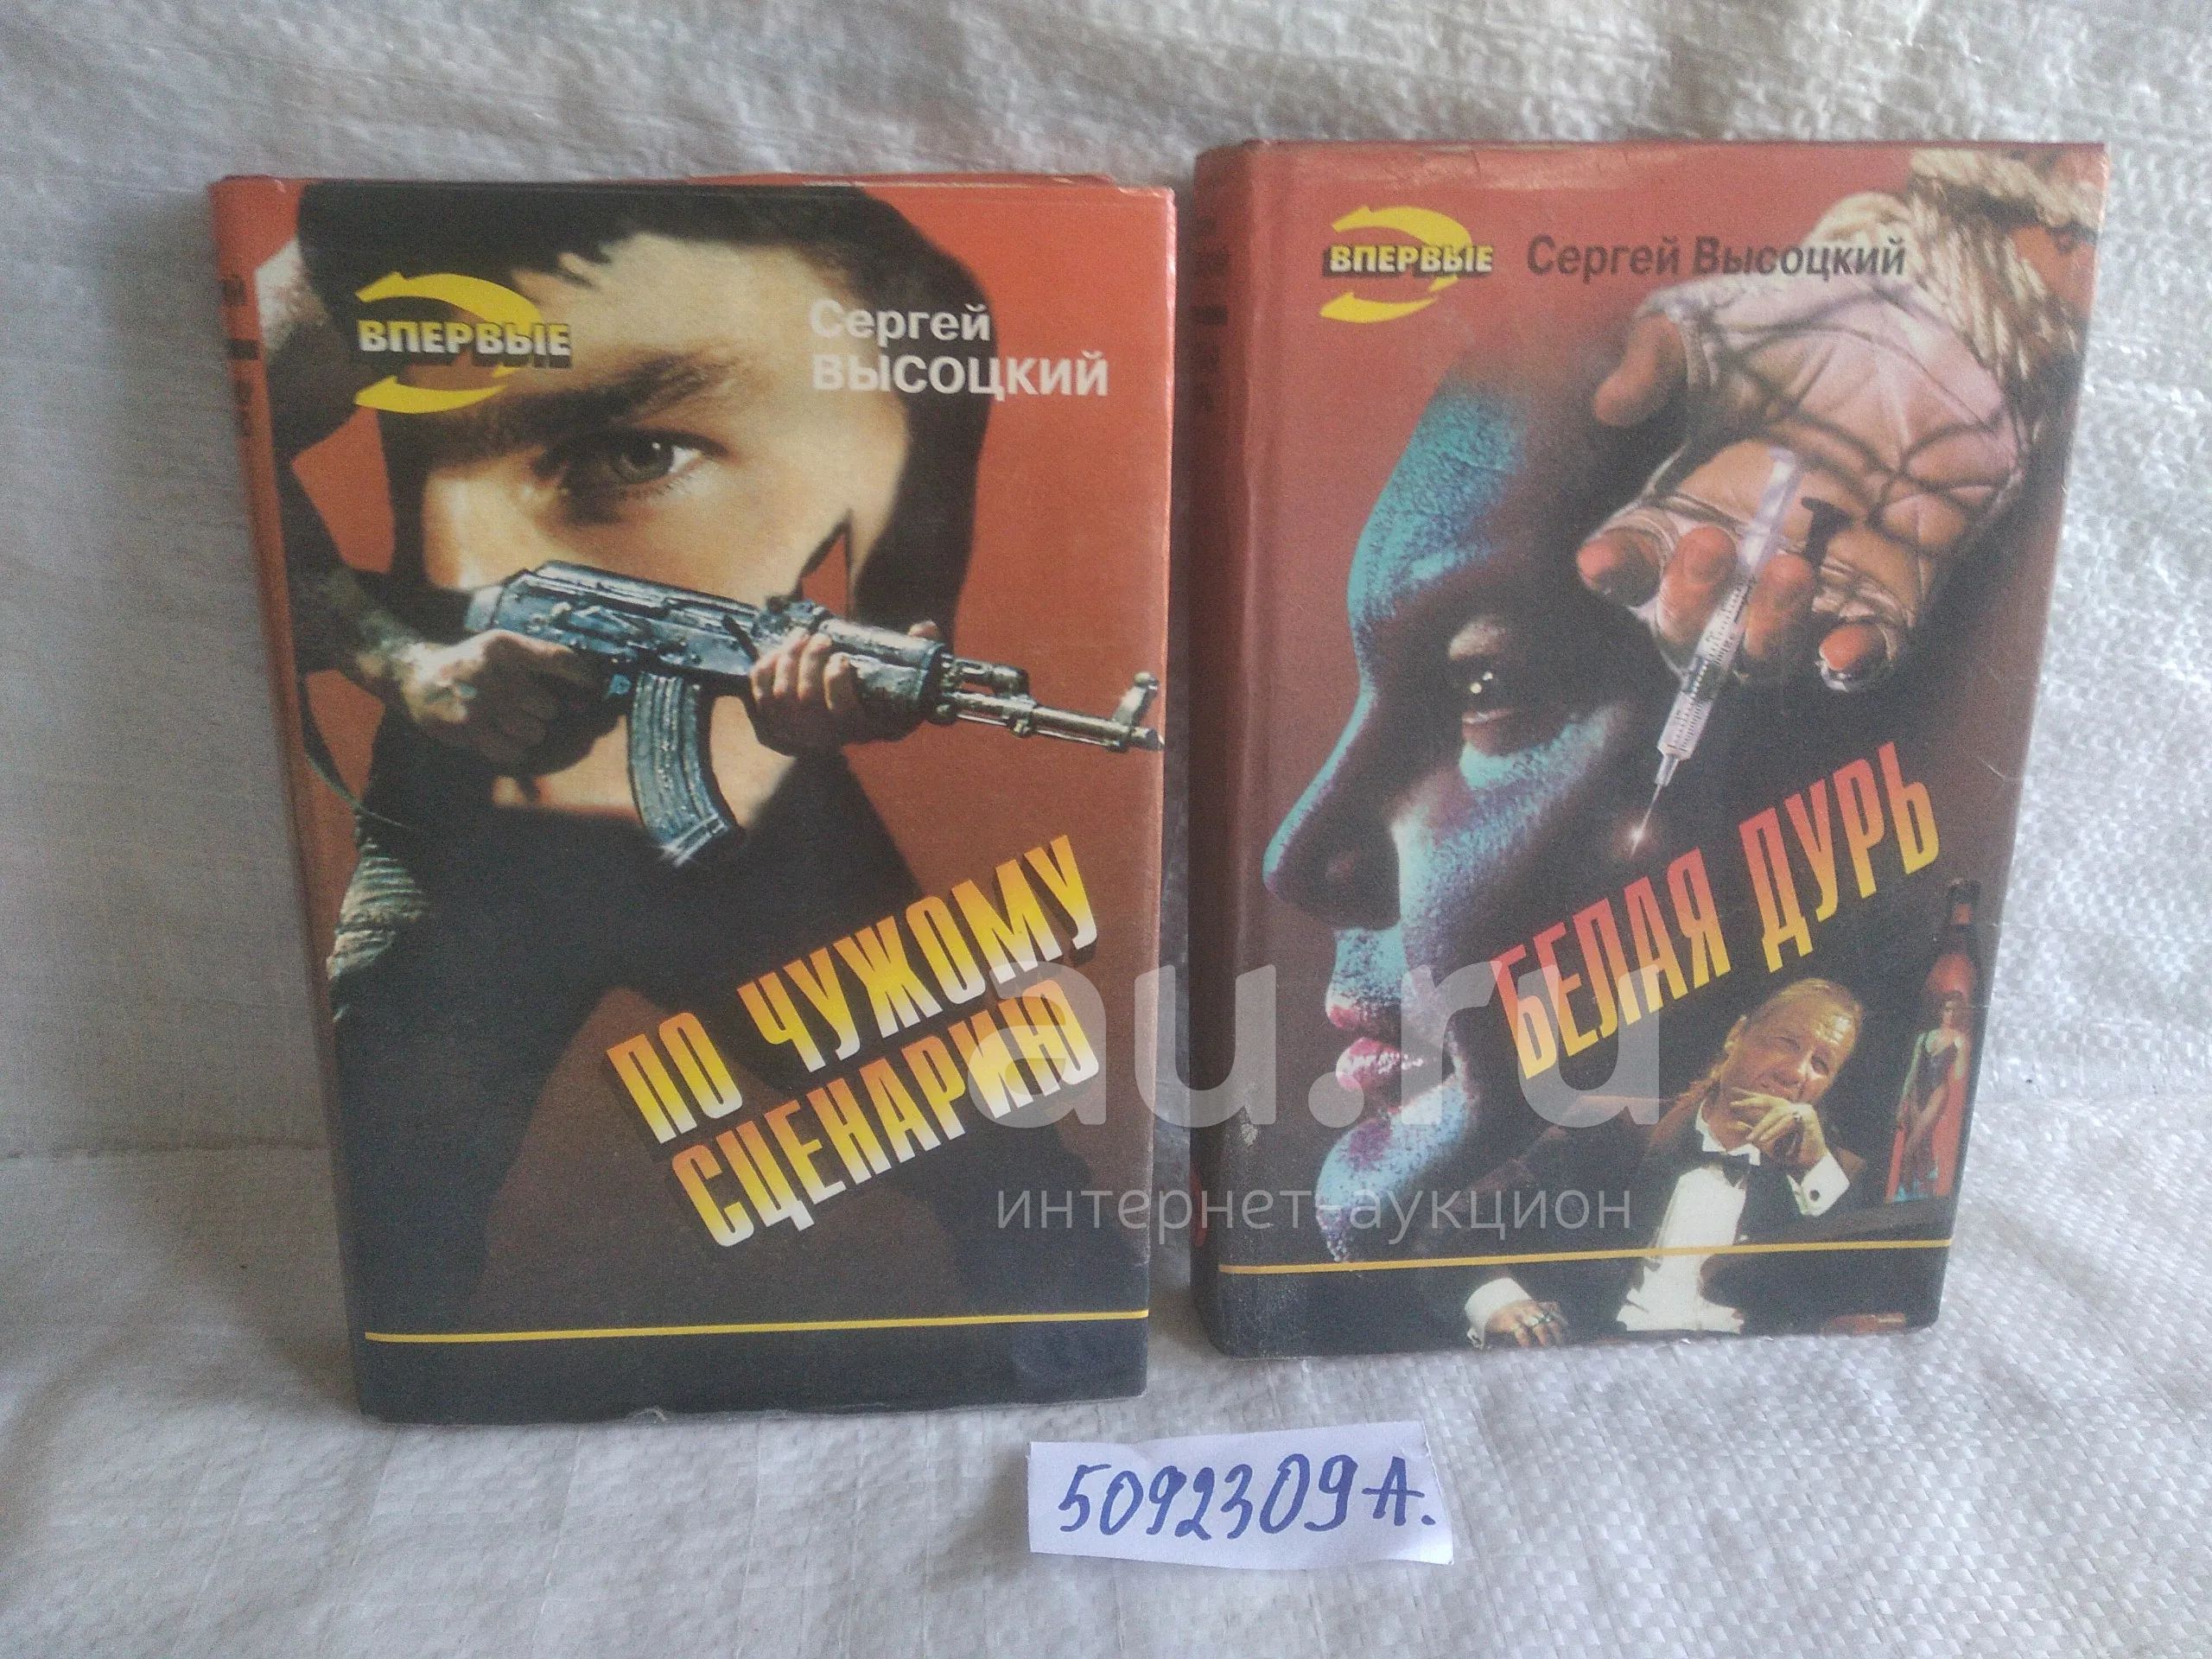 ВПЕРВЫЕ
Сергей
ВЫСОЦКИЙ
ПО ЧУЖОМУ
СЦЕНАРИЮ
ВПЕРВЫЕ
Сергей Высоцкий
БЕЛАЯ ДУРЬ
au.ru
интернет аукцион
5092309А.